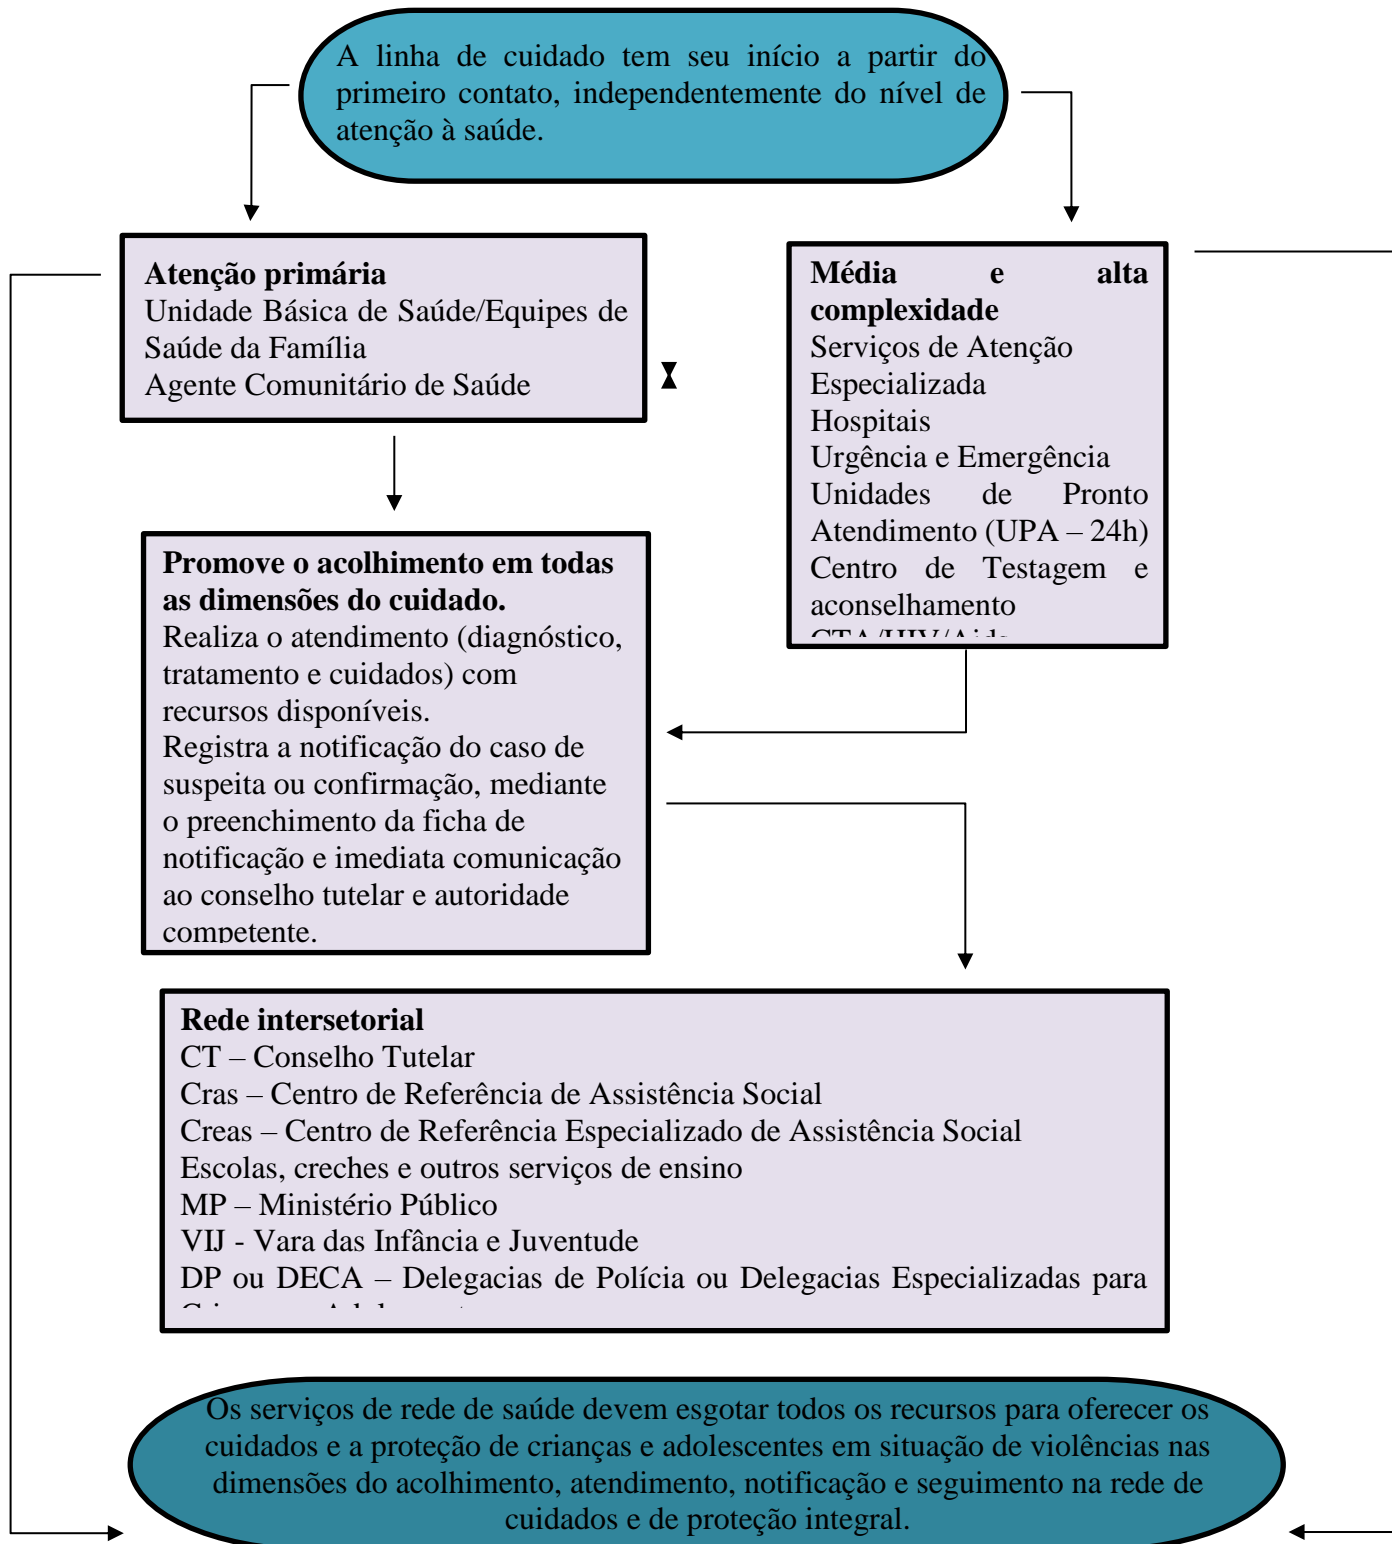 A linha de cuidado tem seu início a partir do
primeiro contato, independentemente do nível de
atenção à saúde.
Atenção primária
Unidade Básica de Saúde/Equipes de
Saúde da Família
Agente Comunitário de Saúde
Média e alta
complexidade
Serviços de Atenção
Especializada
Hospitais
Urgência e Emergência
Unidades de Pronto
Atendimento (UPA – 24h)
Centro de Testagem e
aconselhamento
CTA/HIV/Aids
Promove o acolhimento em todas
as dimensões do cuidado.
Realiza o atendimento (diagnóstico,
tratamento e cuidados) com
recursos disponíveis.
Registra a notificação do caso de
suspeita ou confirmação, mediante
o preenchimento da ficha de
notificação e imediata comunicação
ao conselho tutelar e autoridade
competente.
Rede intersetorial
CT – Conselho Tutelar
Cras – Centro de Referência de Assistência Social
Creas – Centro de Referência Especializado de Assistência Social
Escolas, creches e outros serviços de ensino
MP – Ministério Público
VIJ - Vara das Infância e Juventude
DP ou DECA – Delegacias de Polícia ou Delegacias Especializadas para
Os serviços de rede de saúde devem esgotar todos os recursos para oferecer os
cuidados e a proteção de crianças e adolescentes em situação de violências nas
dimensões do acolhimento, atendimento, notificação e seguimento na rede de
cuidados e de proteção integral.